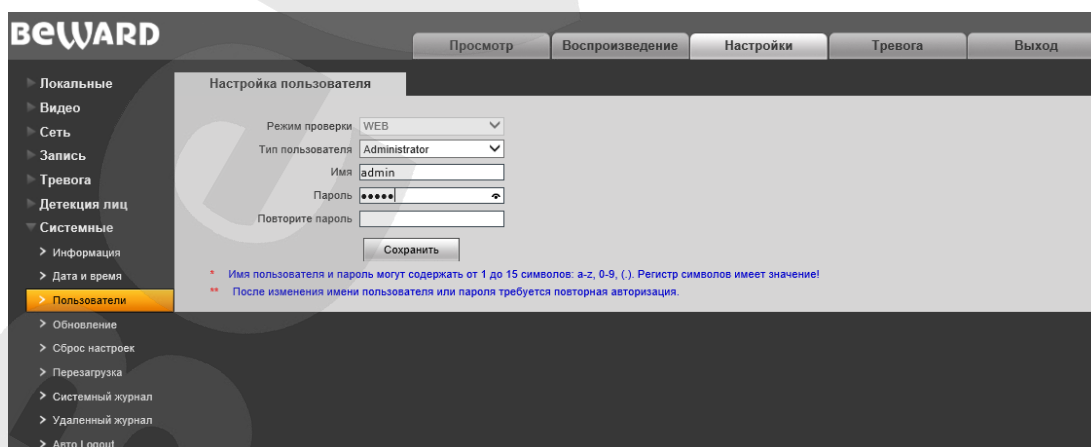 BEWARD
Просмотр
Воспроизведение
Настройки
Тревога
Выход
Локальные
Видео
Сеть
Запись
Тревога
Детекция лиц
Системные
Информация
Дата и время
Пользователи
Обновление
Сброс настроек
Перезагрузка
Системный журнал
Удаленный журнал
Авто Logout
Настройка пользователя
Режим проверки WEB
Тип пользователя Administrator
Имя admin
Пароль •••••
Повторите пароль
Сохранить
* Имя пользователя и пароль могут содержать от 1 до 15 символов: a-z, 0-9, (.). Регистр символов имеет значение!
** После изменения имени пользователя или пароля требуется повторная авторизация.